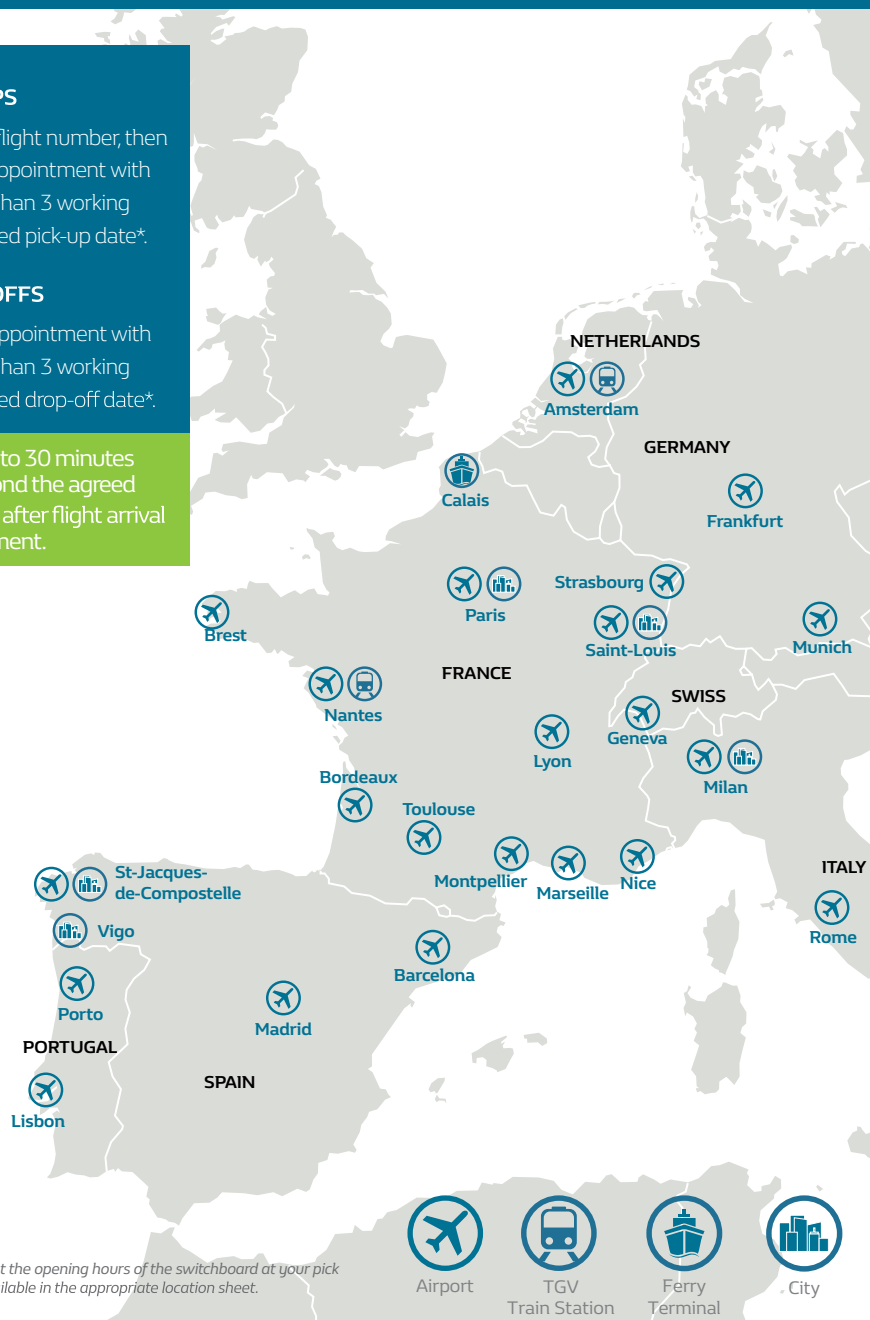 PS
flight number, then
ppointment with
han 3 working
ed pick-up date*.
OFFS
ppointment with
han 3 working
ed drop-off date*.
to 30 minutes
ond the agreed
after flight arrival
ment.
NETHERLANDS
Amsterdam
GERMANY
Calais
Frankfurt
Strasbourg
Paris
Brest
Saint-Louis
Munich
FRANCE
SWISS
Nantes
Geneva
Lyon
Milan
Bordeaux
Toulouse
Montpellier
Marseille
Nice
ITALY
Rome
St-Jacques-
de-Compostelle
Vigo
Barcelona
Porto
Madrid
PORTUGAL
SPAIN
Lisbon
t the opening hours of the switchboard at your pick
ilable in the appropriate location sheet.
Airport
TGV
Train Station
Ferry
Terminal
City